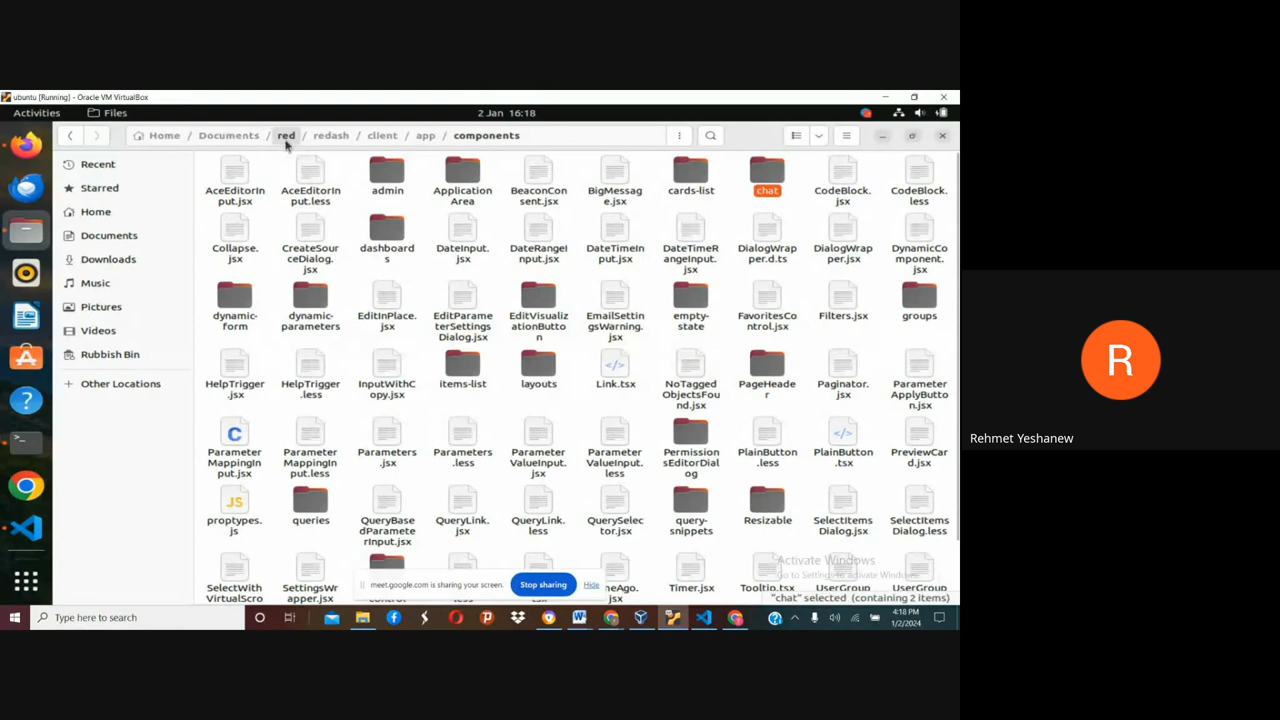 ubuntu [Running] - Oracle VM VirtualBox
Activities Files 2 Jan 16:18
Home / Documents / red / redash / client / app / components
Recent
Starred
Home
Documents
Downloads
Music
Pictures
Videos
Rubbish Bin
+ Other Locations
AceEditorIn
put.jsx
AceEditorIn
put.less
admin
Application
Area
BeaconCon
sent.jsx
BigMessag
e.jsx
cards-list
chat
CodeBlock.
jsx
CodeBlock.
less
Collapse.
jsx
CreateSour
ceDialog.
jsx
dashboard
s
DateInput.
jsx
DateRangeI
nput.jsx
DateTimeIn
put.jsx
DateTimeR
angeInput.
jsx
DialogWrap
per.d.ts
DialogWrap
per.jsx
DynamicCo
mponent.
jsx
dynamic-
form
dynamic-
parameters
EditInPlace.
jsx
EditParame
terSettings
Dialog.jsx
EditVisualiz
ationButto
n
EmailSettin
gsWarning.
jsx
empty-
state
FavoritesCo
ntrol.jsx
Filters.jsx
groups
HelpTrigger
.jsx
HelpTrigger
.less
InputWithC
opy.jsx
items-list
layouts
</>
Link.tsx
NoTagged
ObjectsFou
nd.jsx
PageHeade
r
Paginator.
jsx
Parameter
ApplyButto
n.jsx
C
Parameter
MappingIn
put.jsx
Parameter
MappingIn
put.less
Parameters
.jsx
Parameters
.less
Parameter
ValueInput.
jsx
Parameter
ValueInput.
less
Permission
sEditorDial
og
PlainButton
.less
</>
PlainButton
.tsx
PreviewCar
d.jsx
JS
proptypes.
js
queries
QueryBase
dParamete
rInput.jsx
QueryLink.
jsx
QueryLink.
less
QuerySelec
tor.jsx
query-
snippets
Resizable
SelectItems
Dialog.jsx
SelectItems
Dialog.less
SelectWith
VirtualScro
SettingsWr
apper.jsx
Timer.jsx
Tooltip.tsx
UserGroup
UserGroup
Activate Windows
Go to Settings to activate Windows.
"chat" selected (containing 2 items)
meet.google.com is sharing your screen. Stop sharing Hide
Type here to search
4:18 PM
1/2/2024
R
Rehmet Yeshanew